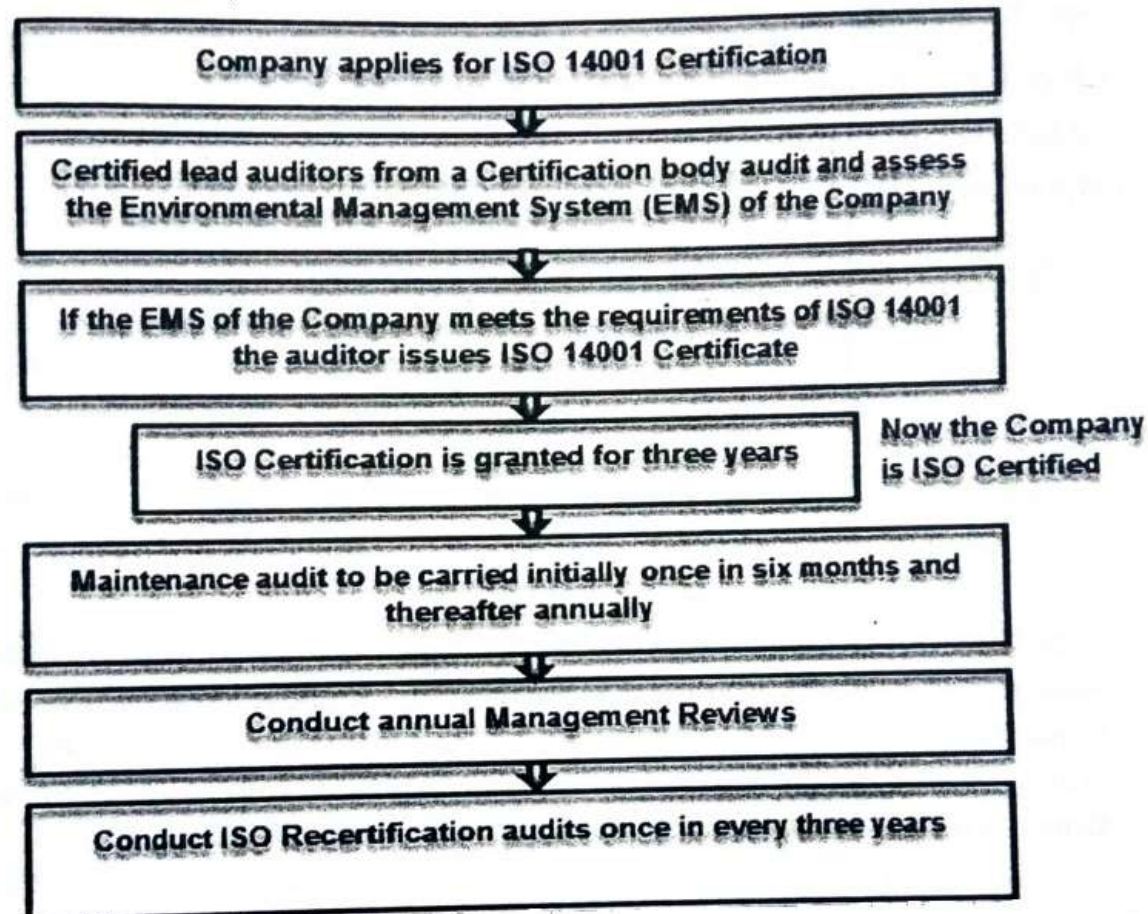 Company applies for ISO 14001 Certification
Certified lead auditors from a Certification body audit and assess
the Environmental Management System (EMS) of the Company
If the EMS of the Company meets the requirements of ISO 14001
the auditor issues ISO 14001 Certificate
ISO Certification is granted for three years
Now the Company
is ISO Certified
Maintenance audit to be carried initially once in six months and
thereafter annually
Conduct annual Management Reviews
Conduct ISO Recertification audits once in every three years